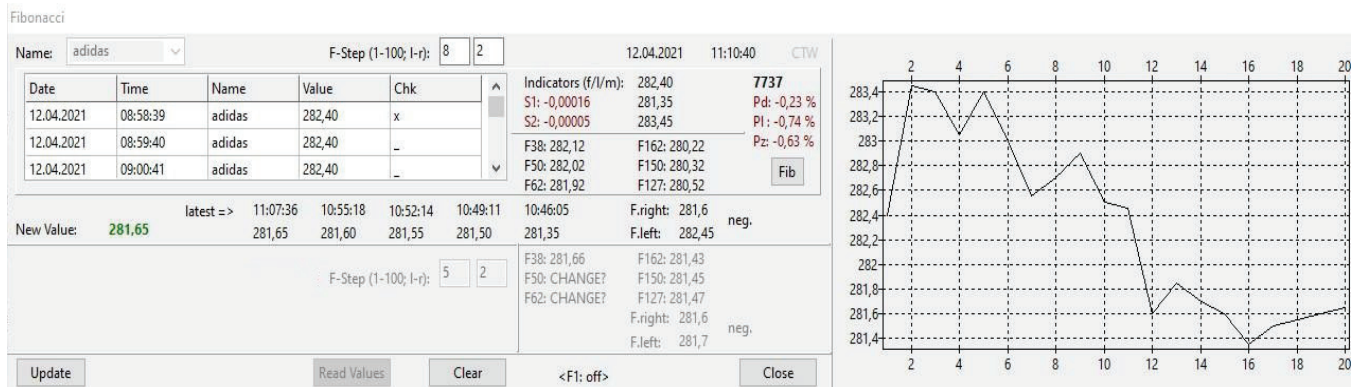 Fibonacci
Name: adidas F-Step (1-100; l-r): 8 2 12.04.2021 11:10:40 CTW
Date Time Name Value Chk
12.04.2021 08:58:39 adidas 282,40 x
12.04.2021 08:59:40 adidas 282,40 _
12.04.2021 09:00:41 adidas 282,40 _
Indicators (f/l/m): 282,40 7737
S1: -0,00016 281,35 Pd: -0,23 %
S2: -0,00005 283,45 Pl : -0,74 %
Pz: -0,63 %
F38: 282,12 F162: 280,22
F50: 282,02 F150: 280,32
F62: 281,92 F127: 280,52
Fib
latest => 11:07:36 10:55:18 10:52:14 10:49:11 10:46:05 F.right: 281,6
neg.
New Value: 281,65 281,65 281,60 281,55 281,50 281,35 F.left: 282,45
F-Step (1-100; l-r): 5 2
F38: 281,66 F162: 281,43
F50: CHANGE? F150: 281,45
F62: CHANGE? F127: 281,47
F.right: 281,6
neg.
F.left: 281,7
Update Read Values Clear <F1: off> Close
2 4 6 8 10 12 14 16 18 20
283,4
283,2
283
282,8
282,6
282,4
282,2
282
281,8
281,6
281,4
2 4 6 8 10 12 14 16 18 20